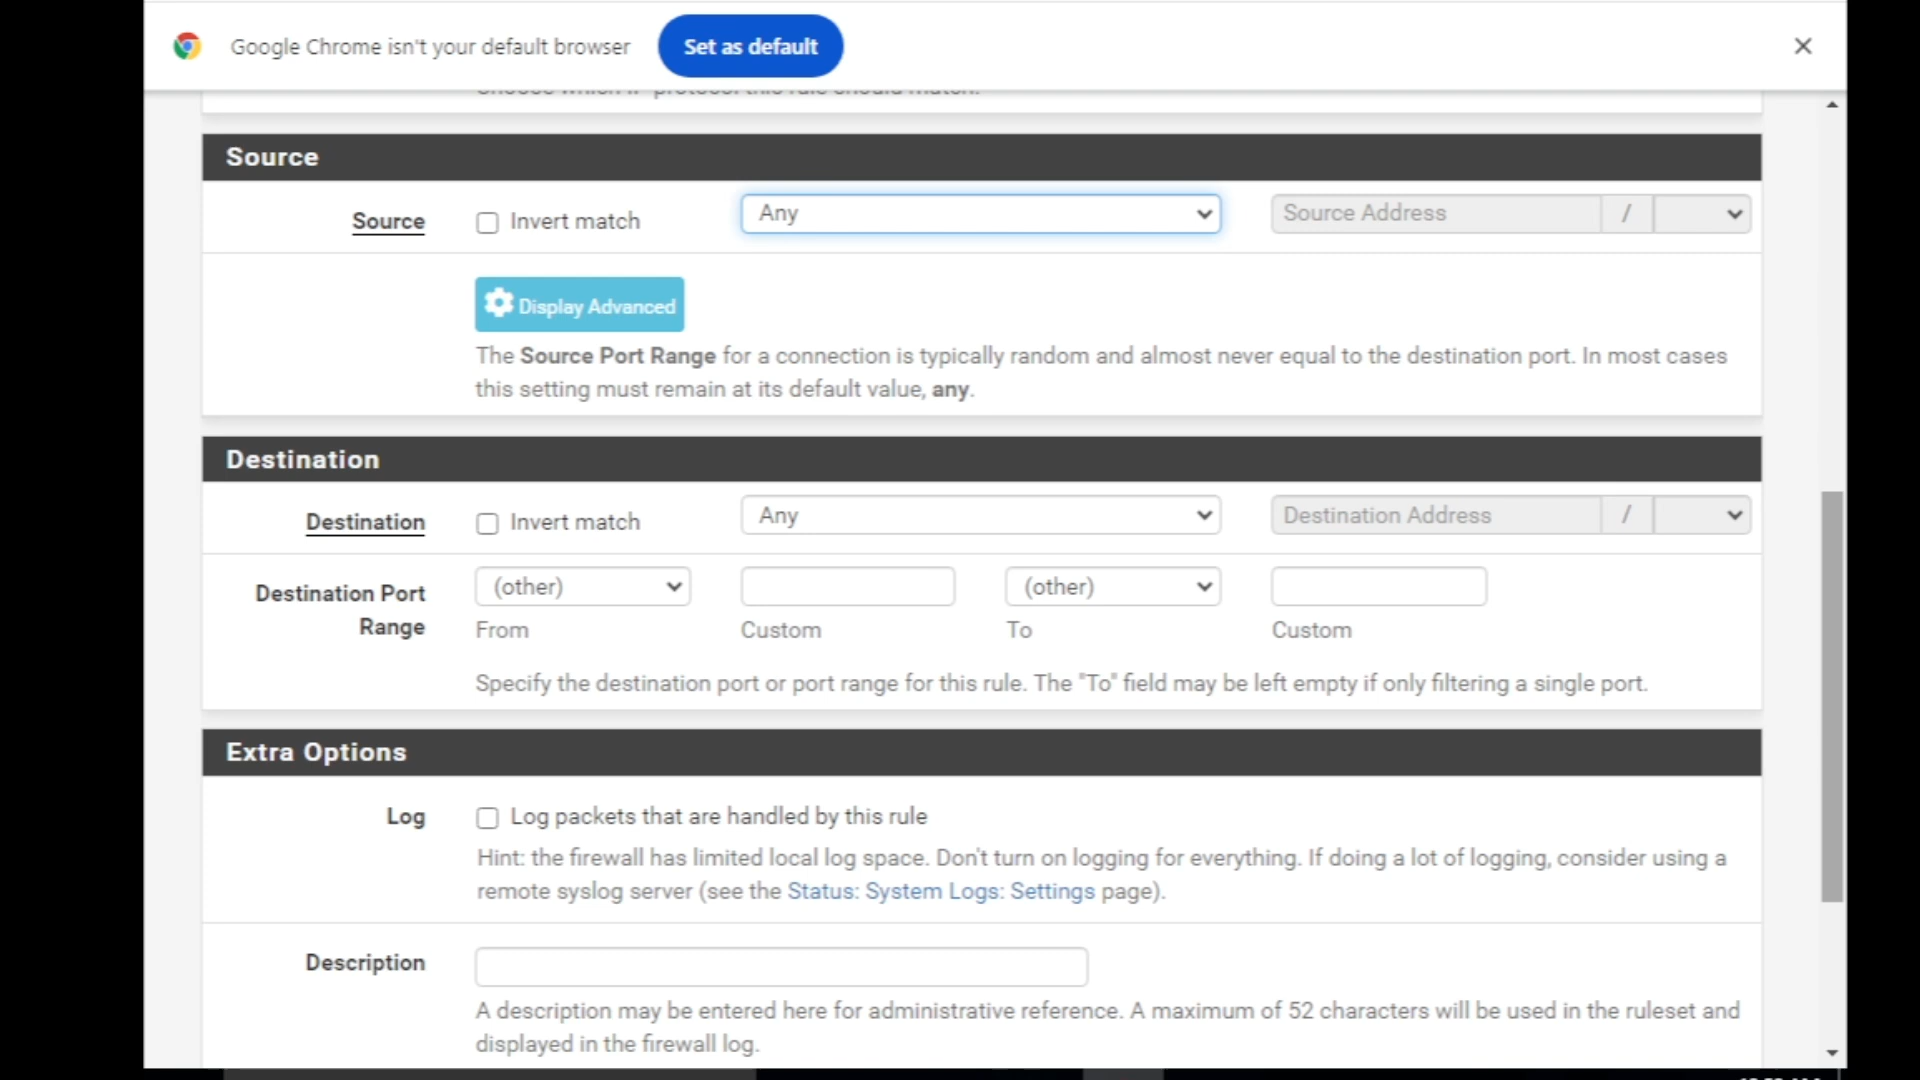 Google Chrome isn't your default browser Set as default
Choose which IP protocol this rule should match.
Source
Source Invert match Any Source Address /
Display Advanced
The Source Port Range for a connection is typically random and almost never equal to the destination port. In most cases
this setting must remain at its default value, any.
Destination
Destination Invert match Any Destination Address /
Destination Port
Range
(other) (other)
From Custom To Custom
Specify the destination port or port range for this rule. The "To" field may be left empty if only filtering a single port.
Extra Options
Log Log packets that are handled by this rule
Hint: the firewall has limited local log space. Don't turn on logging for everything. If doing a lot of logging, consider using a
remote syslog server (see the Status: System Logs: Settings page).
Description
A description may be entered here for administrative reference. A maximum of 52 characters will be used in the ruleset and
displayed in the firewall log.